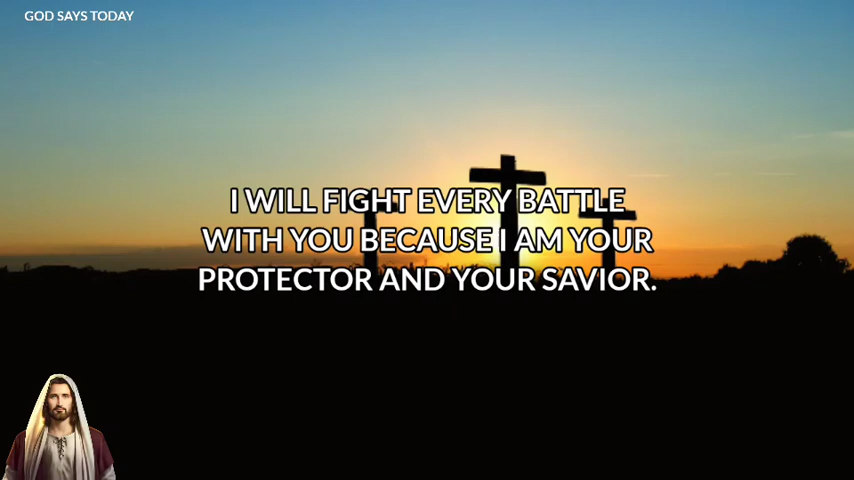 GOD SAYS TODAY
I WILL FIGHT EVERY BATTLE
WITH YOU BECAUSE I AM YOUR
PROTECTOR AND YOUR SAVIOR.